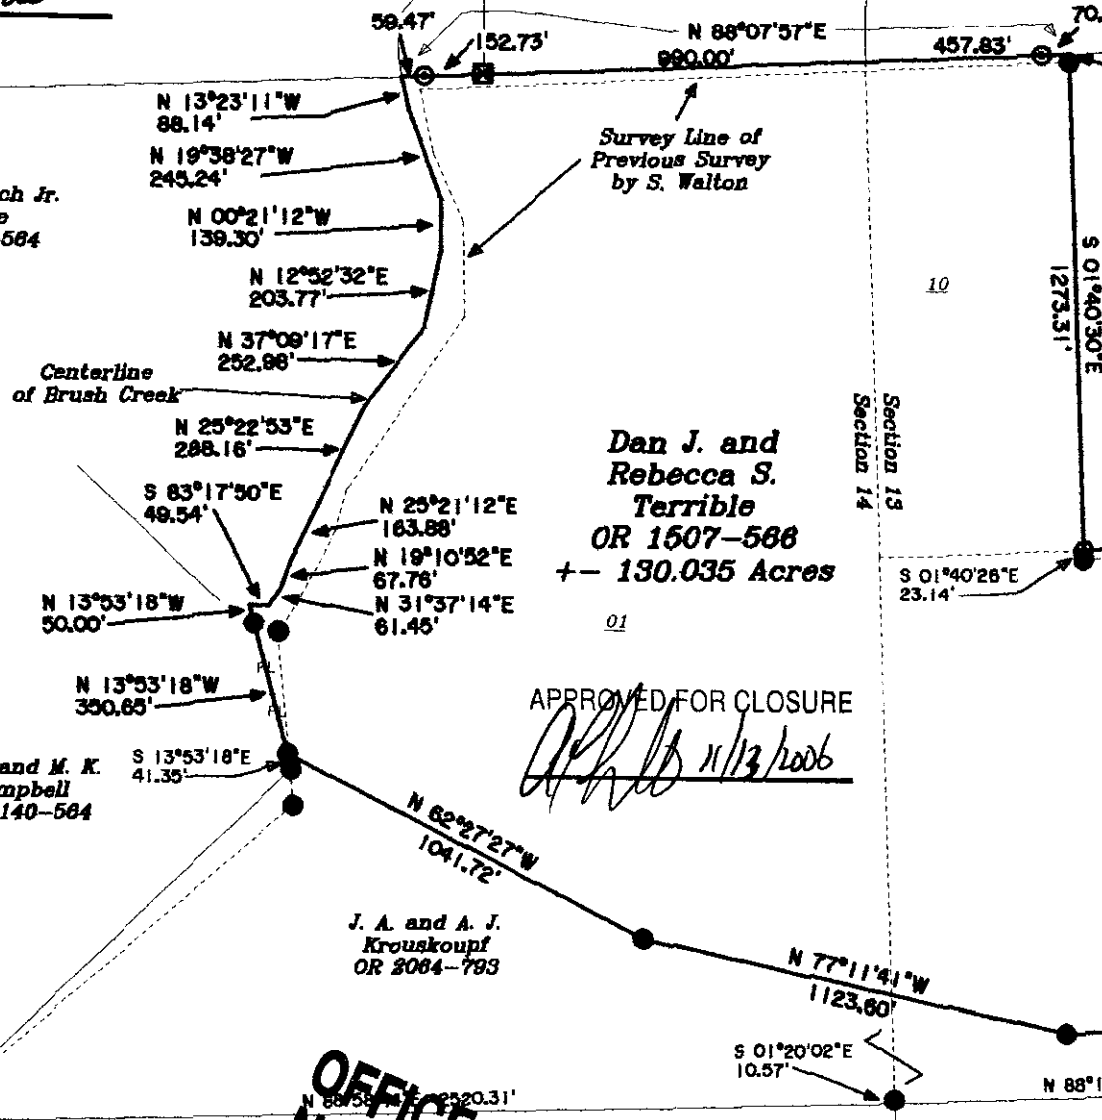 59.47'
152.73'
N 88°07'57"E
990.00'
457.83'
70.
N 13°23'11"W
88.14'
N 19°38'27"W
245.24'
Survey Line of
Previous Survey
by S. Walton
ch Jr.
-564
N 00°21'12"W
139.30'
S 01°40'30"E
1273.31'
N 12°52'32"E
203.77'
10
N 37°09'17"E
252.98'
Centerline
of Brush Creek
Section 13
Section 14
N 25°22'53"E
288.16'
Dan J. and
Rebecca S.
Terrible
OR 1507-566
+- 130.035 Acres
S 83°17'50"E
49.54'
N 25°21'12"E
163.88'
N 19°10'52"E
67.76'
S 01°40'26"E
23.14'
N 13°53'18"W
50.00'
N 31°37'14"E
61.45'
01
N 13°53'18"W
350.65'
APPROVED FOR CLOSURE
11/13/2006
and M. K.
mpbell
140-564
S 13°53'18"E
41.35'
N 62°27'27"W
1041.72'
J. A. and A. J.
Krouskoupf
OR 2064-793
N 77°11'41"W
1123.60'
S 01°20'02"E
10.57'
OFFICE
2520.31'
N 88°1